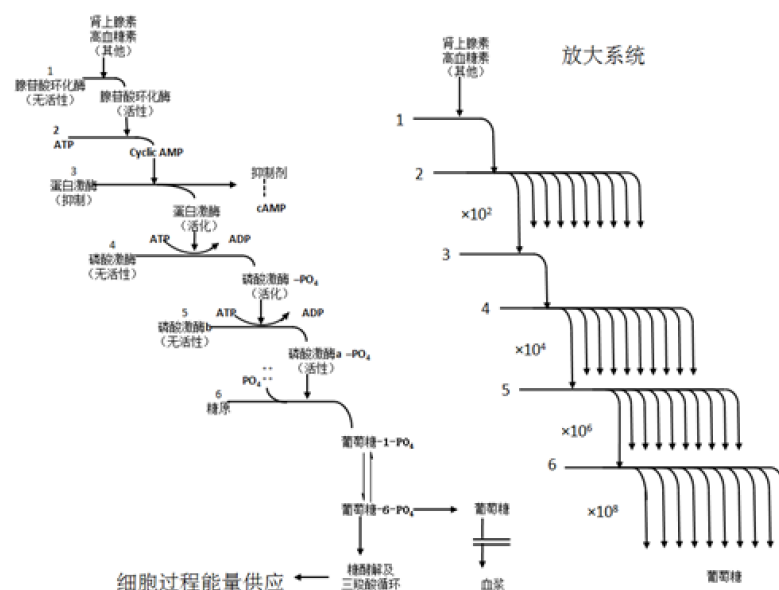 肾上腺素
高血糖素
（其他）
1
腺苷酸环化酶
（无活性）
腺苷酸环化酶
（活性）
2
ATP
Cyclic AMP
3
蛋白激酶
（抑制）
抑制剂
cAMP
蛋白激酶
（活化）
4
ATP
ADP
磷酸激酶
（无活性）
磷酸激酶 –PO₄
（活化）
5
ATP
ADP
磷酸激酶b
（无活性）
磷酸激酶a –PO₄
（活性）
PO₄
6
糖原
葡萄糖-1-PO₄
葡萄糖-6-PO₄
葡萄糖
糖酵解及
三羧酸循环
细胞过程能量供应
血浆
放大系统
肾上腺素
高血糖素
（其他）
1
2
×10²
3
4
×10⁴
5
×10⁶
6
×10⁸
葡萄糖